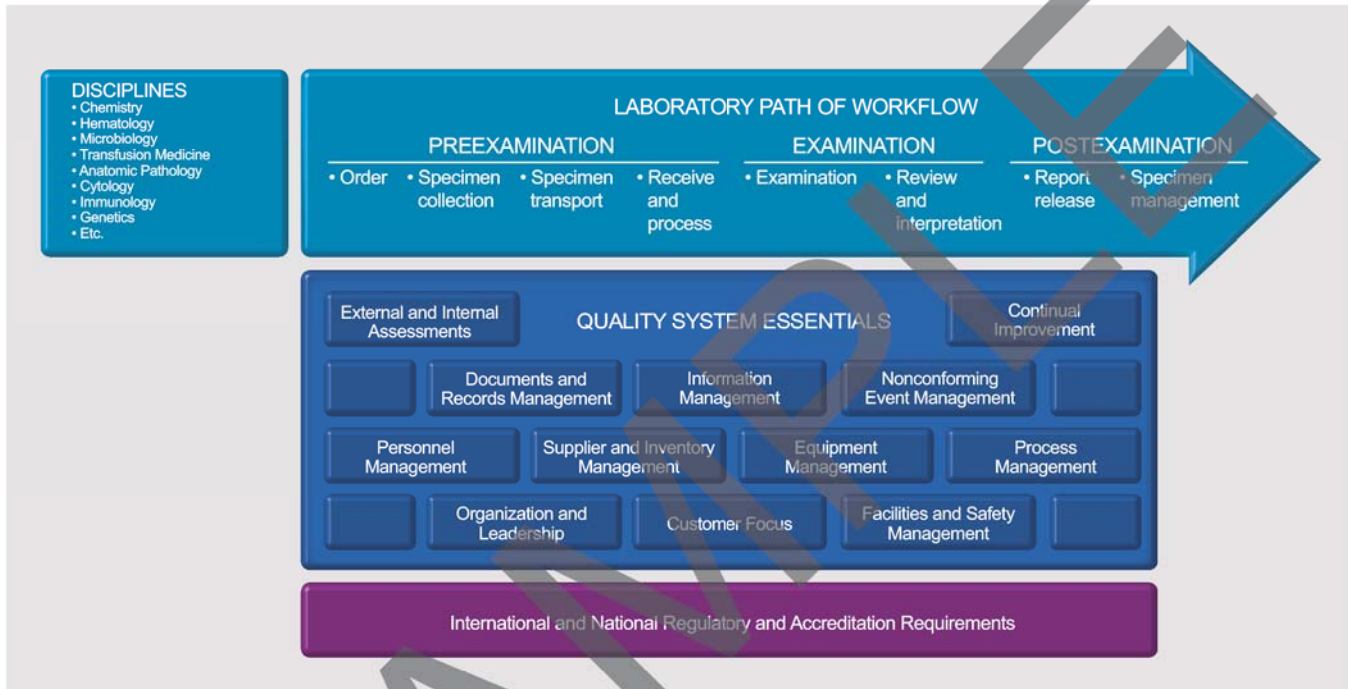 DISCIPLINES
• Chemistry
• Hematology
• Microbiology
• Transfusion Medicine
• Anatomic Pathology
• Cytology
• Immunology
• Genetics
• Etc.
LABORATORY PATH OF WORKFLOW
PREEXAMINATION
• Order
• Specimen
collection
• Specimen
transport
• Receive
and
process
EXAMINATION
• Examination
• Review
and
interpretation
POSTEXAMINATION
• Report
release
• Specimen
management
QUALITY SYSTEM ESSENTIALS
External and Internal
Assessments
Continual
Improvement
Documents and
Records Management
Information
Management
Nonconforming
Event Management
Personnel
Management
Supplier and Inventory
Management
Equipment
Management
Process
Management
Organization and
Leadership
Customer Focus
Facilities and Safety
Management
International and National Regulatory and Accreditation Requirements